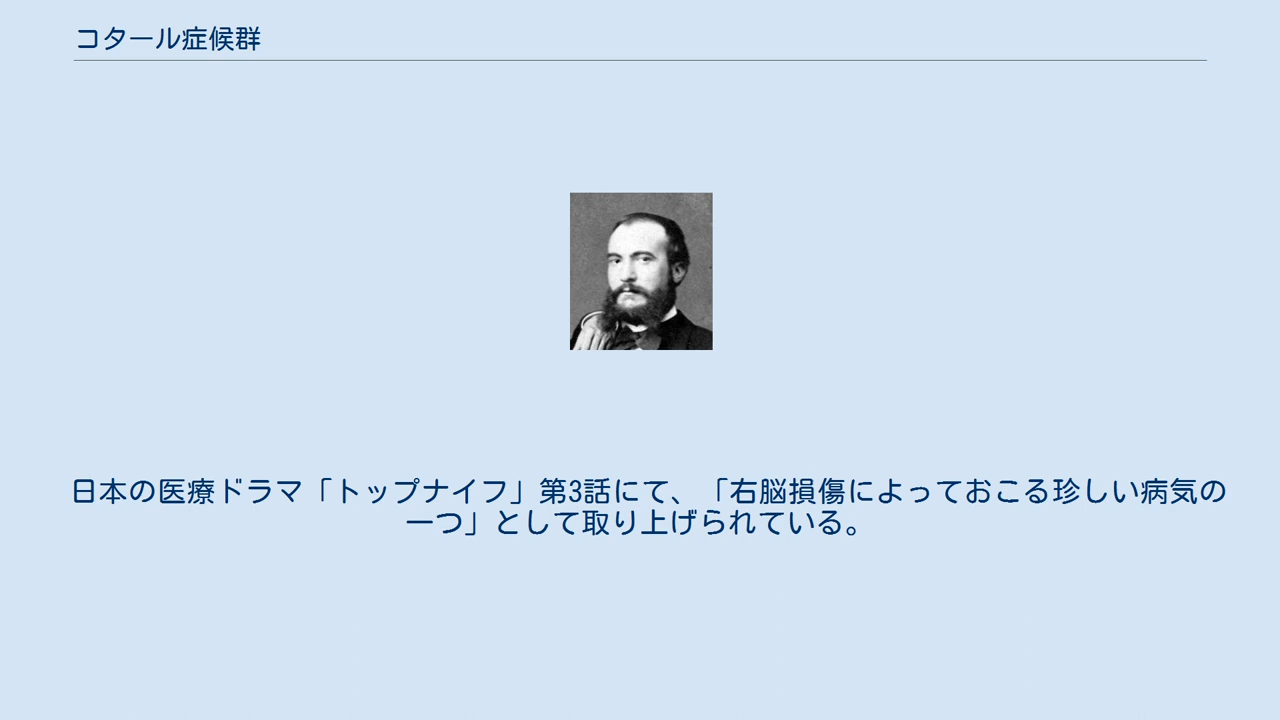 コタール症候群
日本の医療ドラマ「トップナイフ」第3話にて、「右脳損傷によっておこる珍しい病気の
一つ」として取り上げられている。